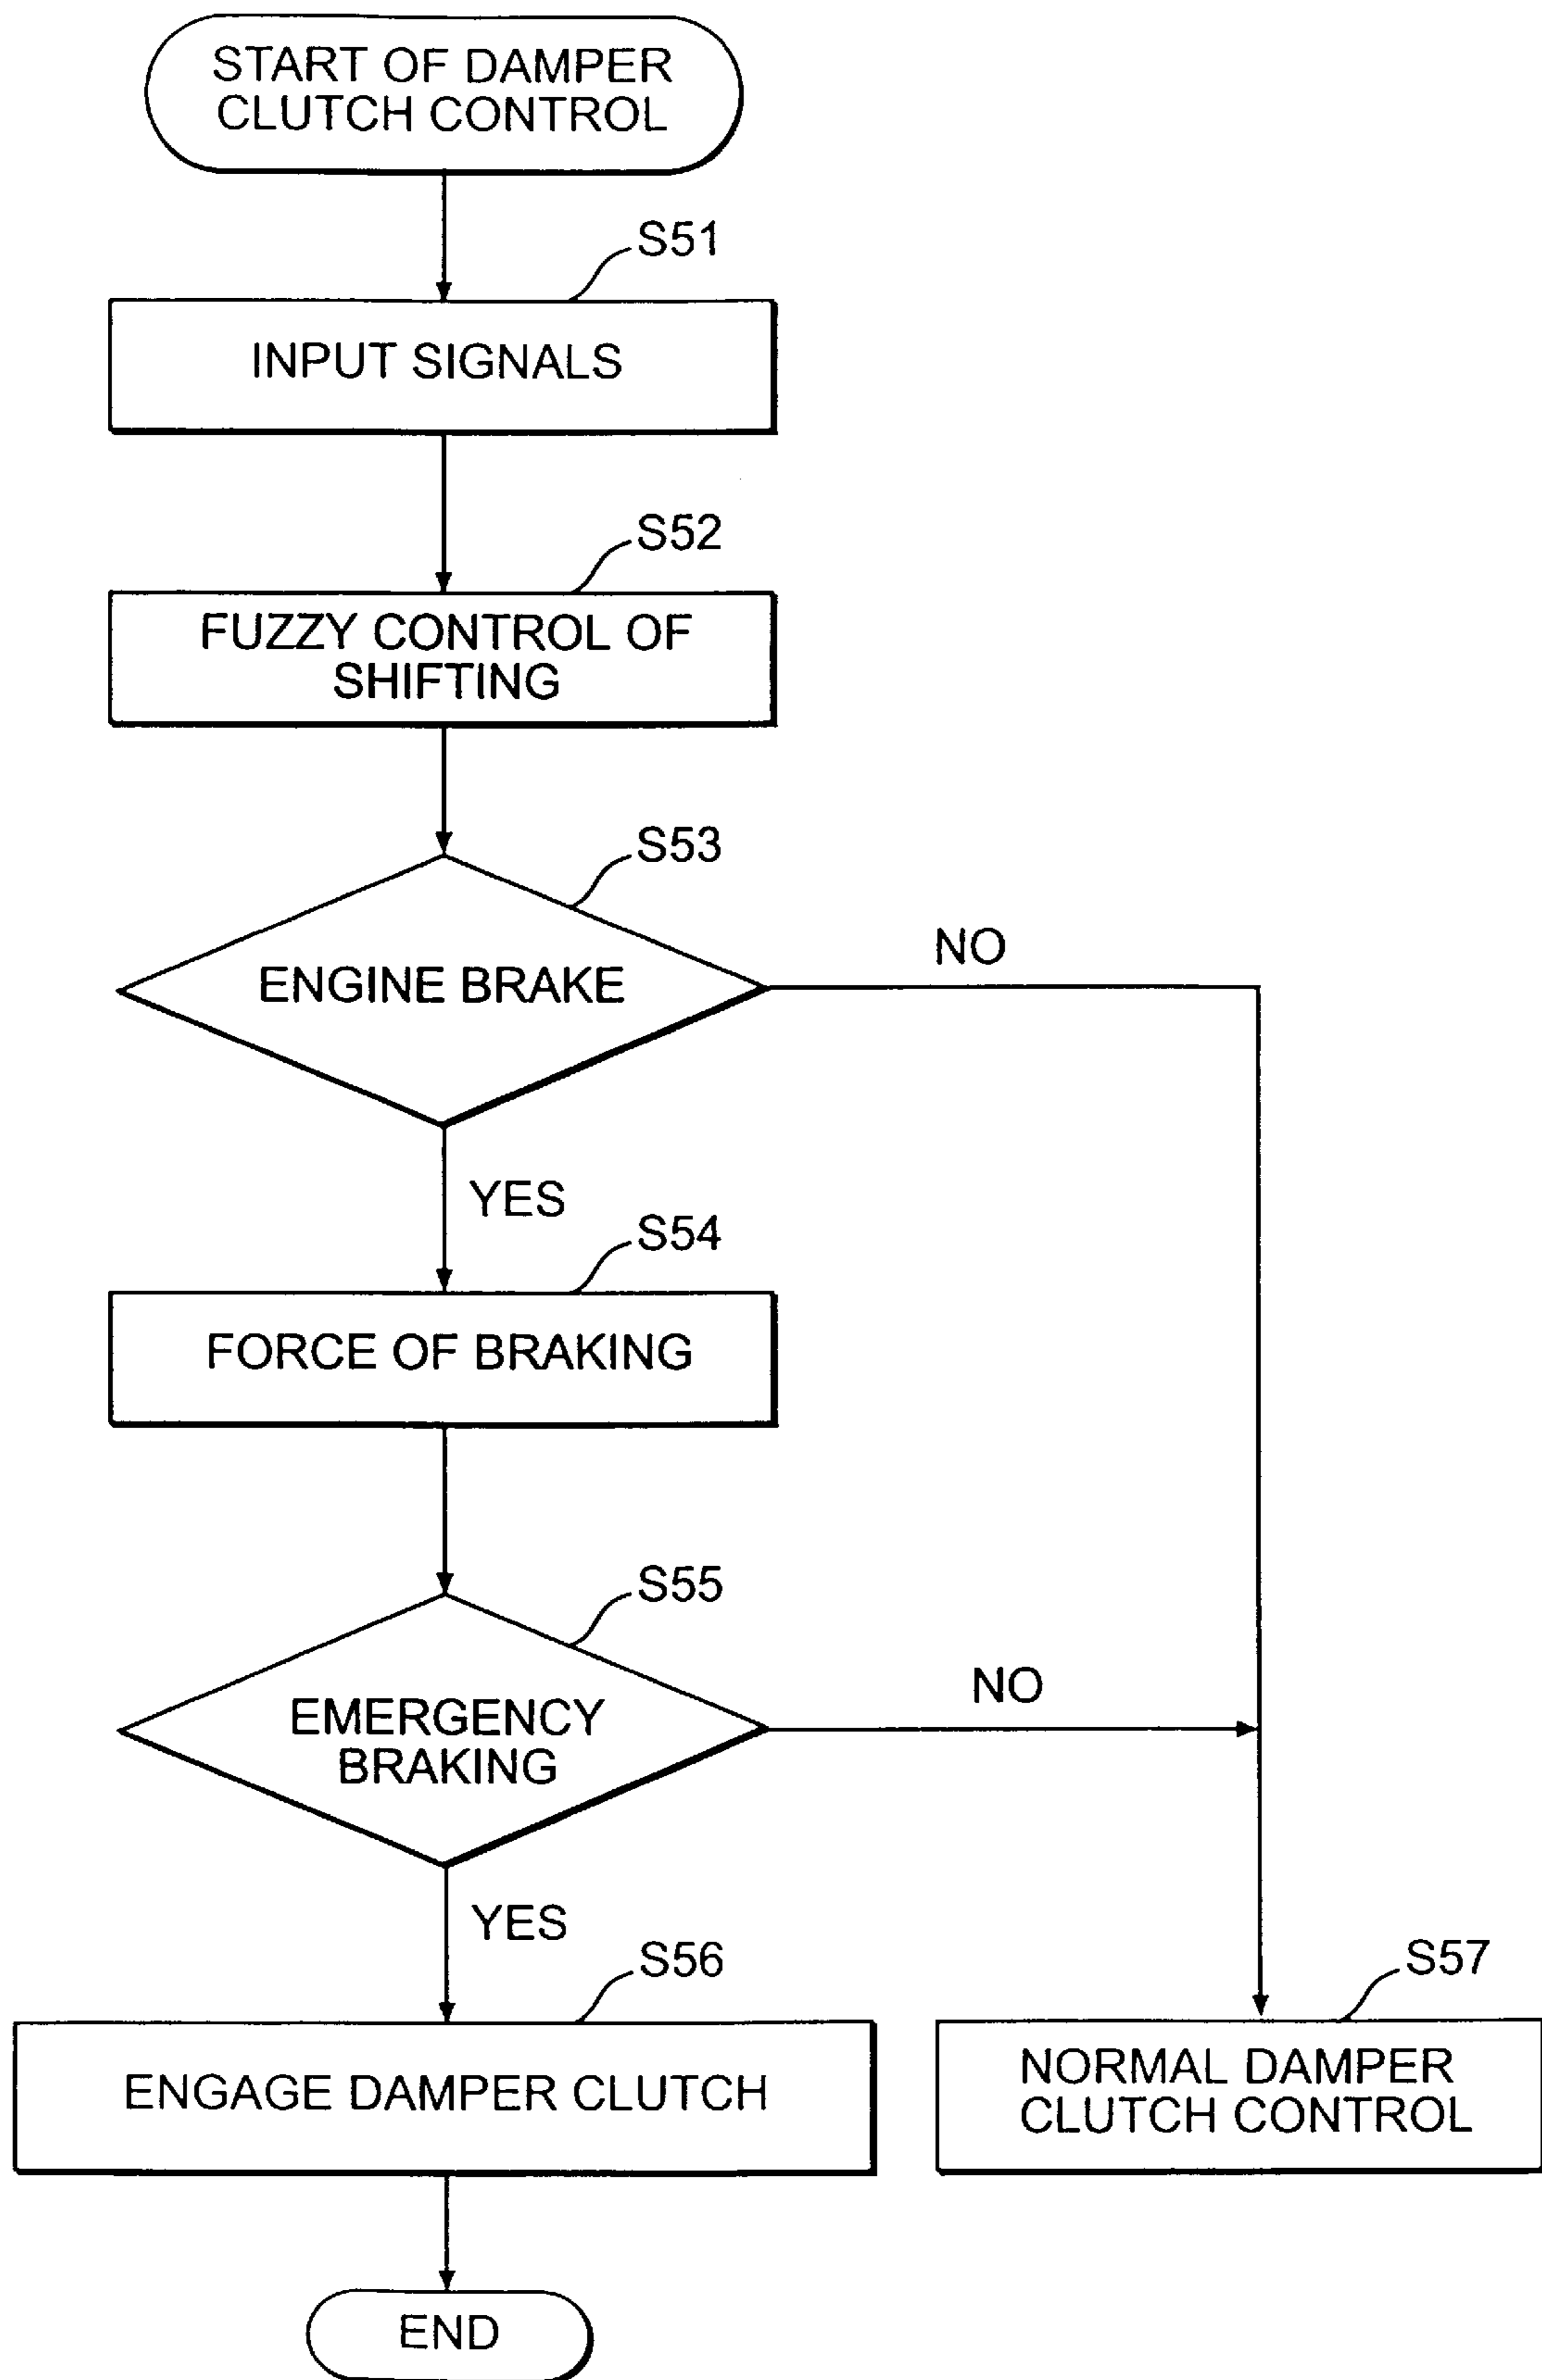 START OF DAMPER
CLUTCH CONTROL
S51
INPUT SIGNALS
S52
FUZZY CONTROL OF
SHIFTING
S53
ENGINE BRAKE
NO
YES
S54
FORCE OF BRAKING
S55
EMERGENCY
BRAKING
NO
YES
S56
ENGAGE DAMPER CLUTCH
S57
NORMAL DAMPER
CLUTCH CONTROL
END